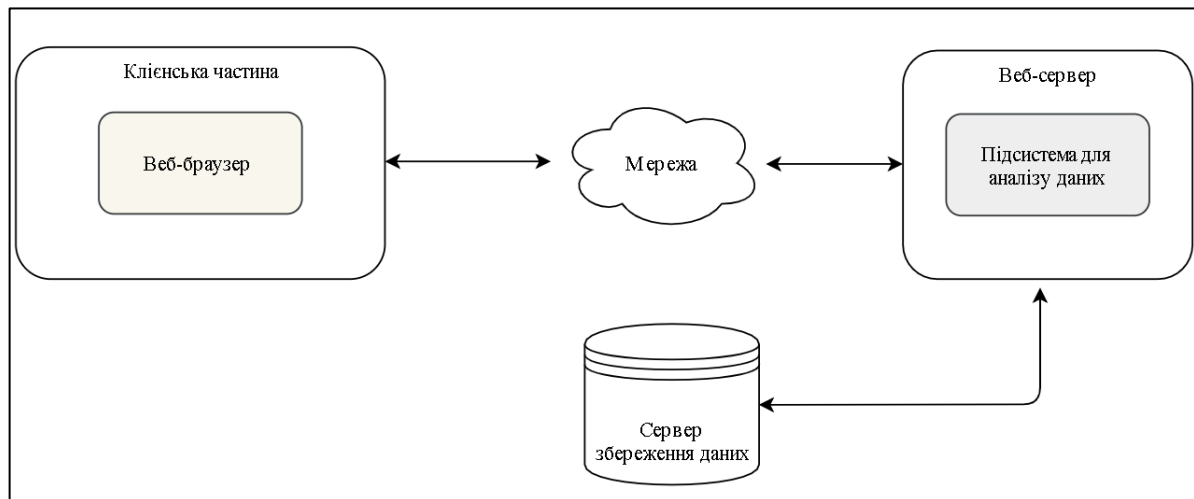 Клієнська частина
Веб-браузер
Мережа
Веб-сервер
Підсистема для
аналізу даних
Сервер
збереження даних